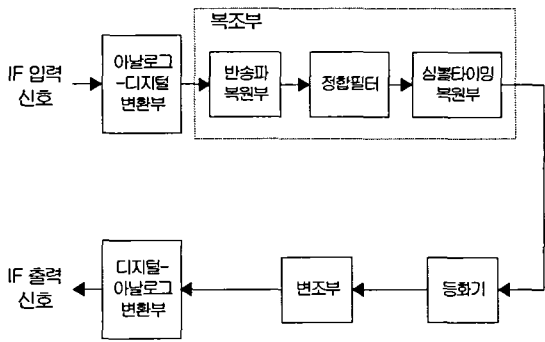 복조부
IF 입력
신호
아날로그
-디지털
변환부
반송파
복원부
정합필터
심볼타이밍
복원부
IF 출력
신호
디지털-
아날로그
변환부
변조부
등화기